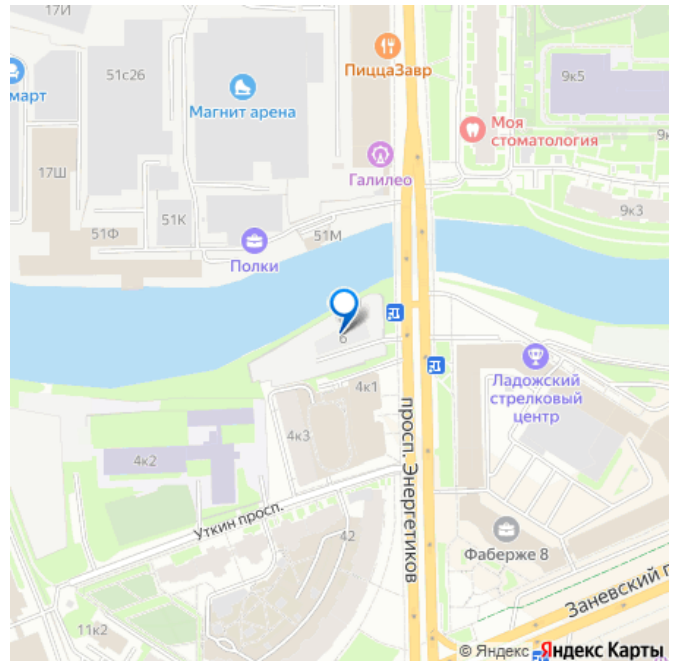 17И
51с26
март
Магнит арена
ПиццаЗавр
9к5
Моя
стоматология
17Ш
Галилео
9к3
51Ф
51К
51М
Полки
6
Ладожский
стрелковый
центр
4к1
4к3
4к2
просп. Энергетиков
Уткин просп.
42
Фаберже 8
Заневский п
11к2
© Яндекс Яндекс Карты